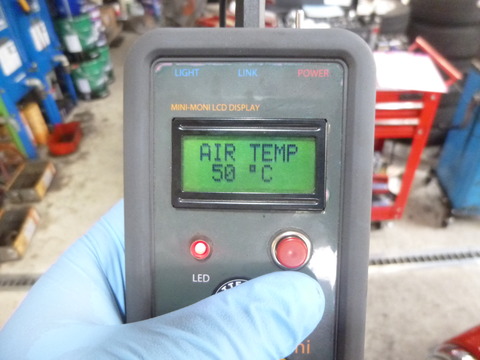 LIGHT LINK POWER
MINI-MONI LCD DISPLAY
AIR TEMP
50 °C
LED